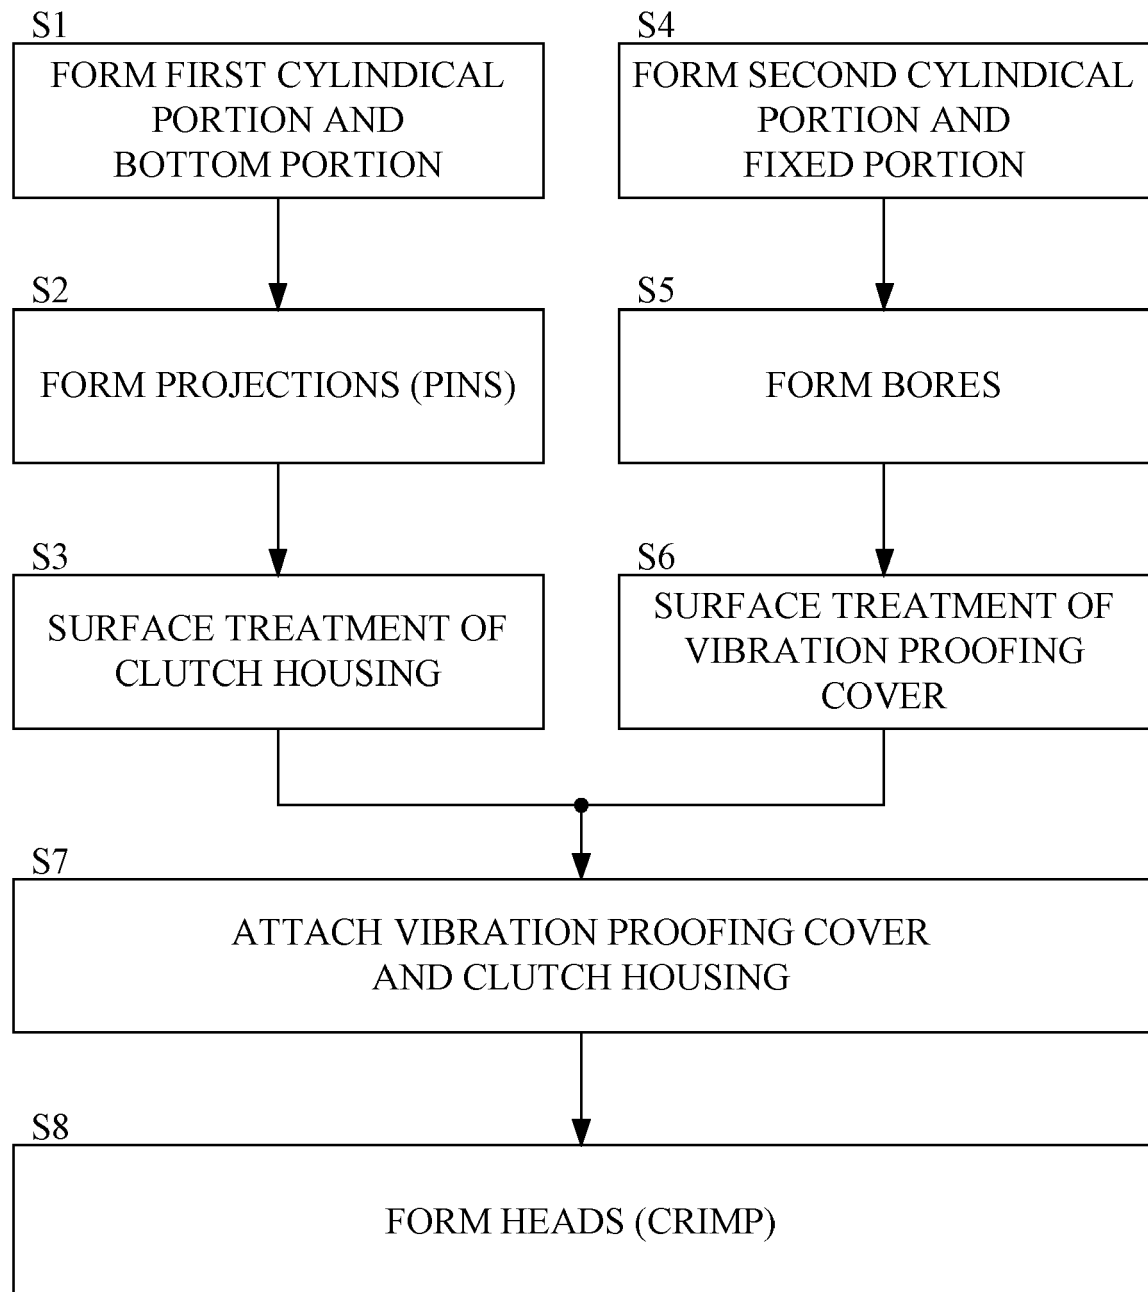 S1
FORM FIRST CYLINDICAL
PORTION AND
BOTTOM PORTION
S4
FORM SECOND CYLINDICAL
PORTION AND
FIXED PORTION
S2
FORM PROJECTIONS (PINS)
S5
FORM BORES
S3
SURFACE TREATMENT OF
CLUTCH HOUSING
S6
SURFACE TREATMENT OF
VIBRATION PROOFING
COVER
S7
ATTACH VIBRATION PROOFING COVER
AND CLUTCH HOUSING
S8
FORM HEADS (CRIMP)